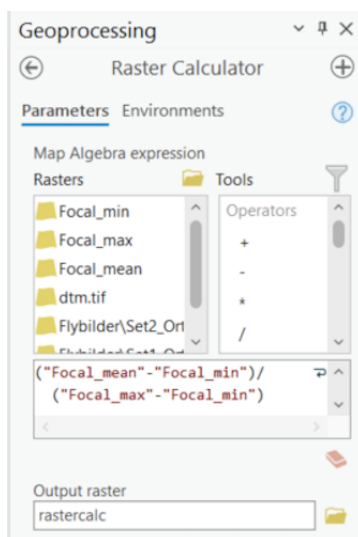 Geoprocessing
Raster Calculator
Parameters Environments
Map Algebra expression
Rasters Tools
Focal_min
Focal_max
Focal_mean
dtm.tif
Flybilder\Set2_Ort
Operators
+
-
*
/
("Focal_mean"-"Focal_min")/
("Focal_max"-"Focal_min")
Output raster
rastercalc